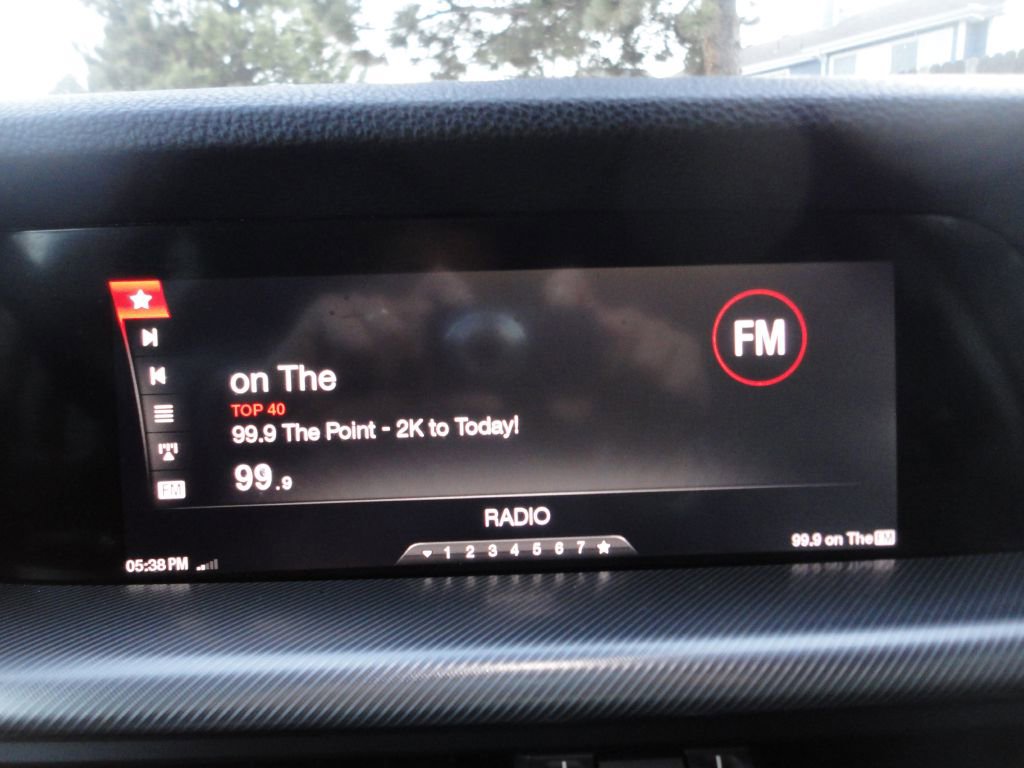 FM
on The
TOP 40
99.9 The Point - 2K to Today!
99.9
FM
RADIO
1 2 3 4 5 6 7
99.9 on The FM
05:38 PM